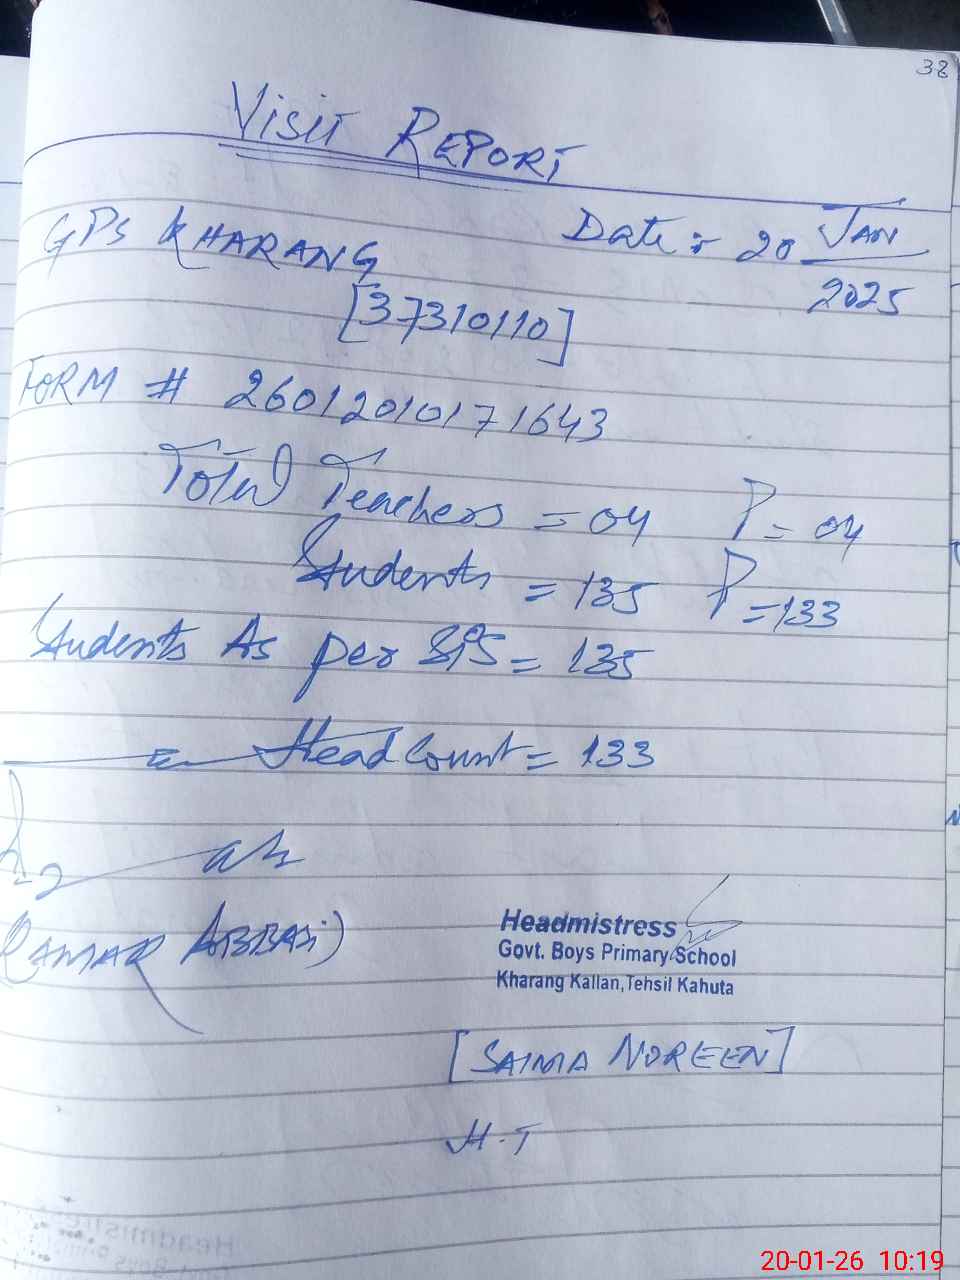 38
VISIT REPORT
GPS KHARANG Date:- 20 JAN
2025
[37310110]
FORM # 26012010171643
Total Teachers = 04 P = 04
Students = 135 P = 133
Students As per SIS = 135
Head Count = 133
(QAMAR ABBASi)
Headmistress
Govt. Boys Primary School
Kharang Kallan, Tehsil Kahuta
[SAIMA NOREEN]
H.T
20-01-26 10:19